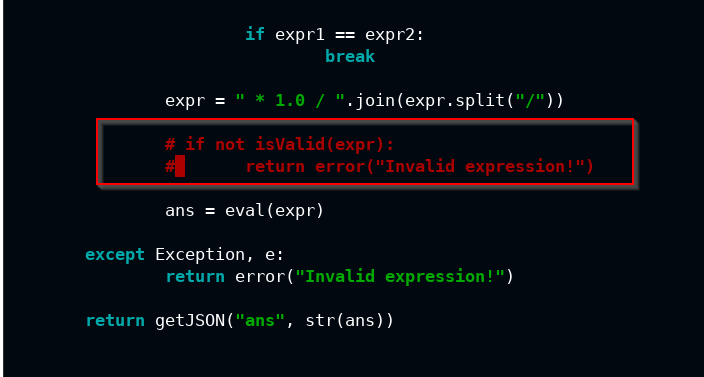 if expr1 == expr2:
break
expr = " * 1.0 / ".join(expr.split("/"))
# if not isValid(expr):
# return error("Invalid expression!")
ans = eval(expr)
except Exception, e:
return error("Invalid expression!")
return getJSON("ans", str(ans))